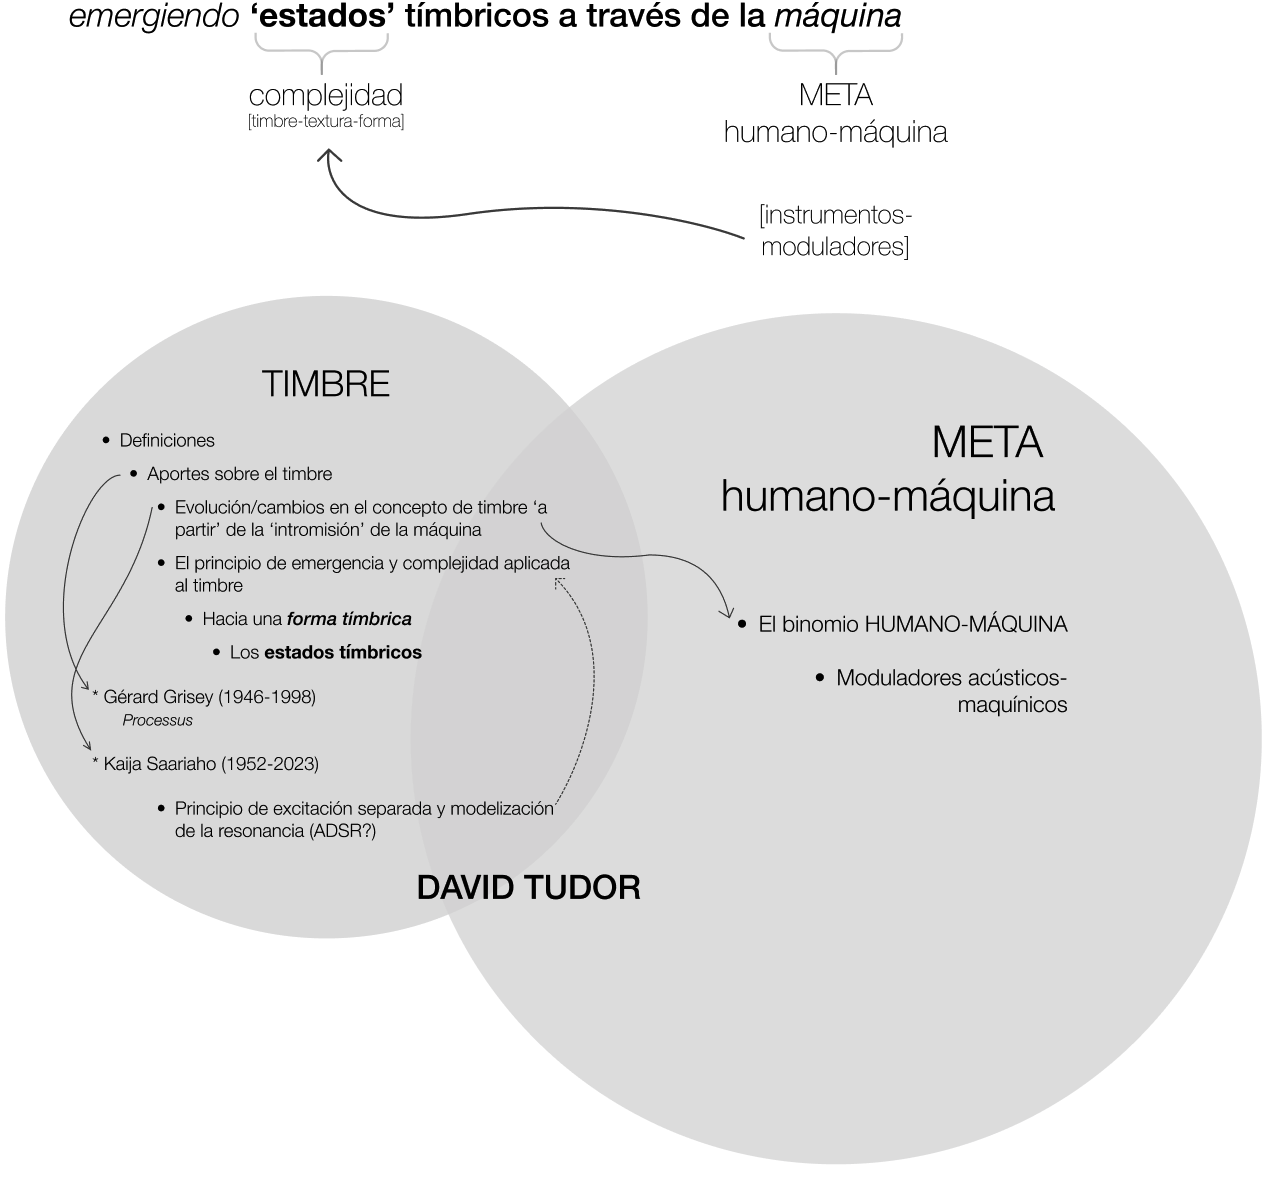 emergiendo ‘estados’ tímbricos a través de la máquina
complejidad
[timbre-textura-forma]
META
humano-máquina
[instrumentos-
moduladores]
TIMBRE
• Definiciones
• Aportes sobre el timbre
• Evolución/cambios en el concepto de timbre ‘a
partir’ de la ‘intromisión’ de la máquina
• El principio de emergencia y complejidad aplicada
al timbre
• Hacia una forma tímbrica
• Los estados tímbricos
* Gérard Grisey (1946-1998)
Processus
* Kaija Saariaho (1952-2023)
• Principio de excitación separada y modelización
de la resonancia (ADSR?)
DAVID TUDOR
META
humano-máquina
• El binomio HUMANO-MÁQUINA
• Moduladores acústicos-
maquínicos